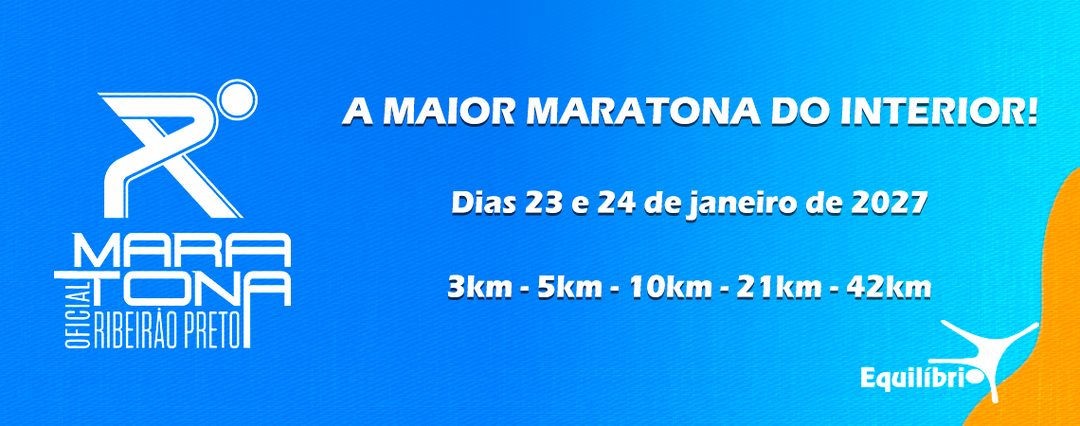 A MAIOR MARATONA DO INTERIOR!
Dias 23 e 24 de janeiro de 2027
3km - 5km - 10km - 21km - 42km
MARA
TONA
OFICIAL
RIBEIRÃO PRETO
Equilíbrio